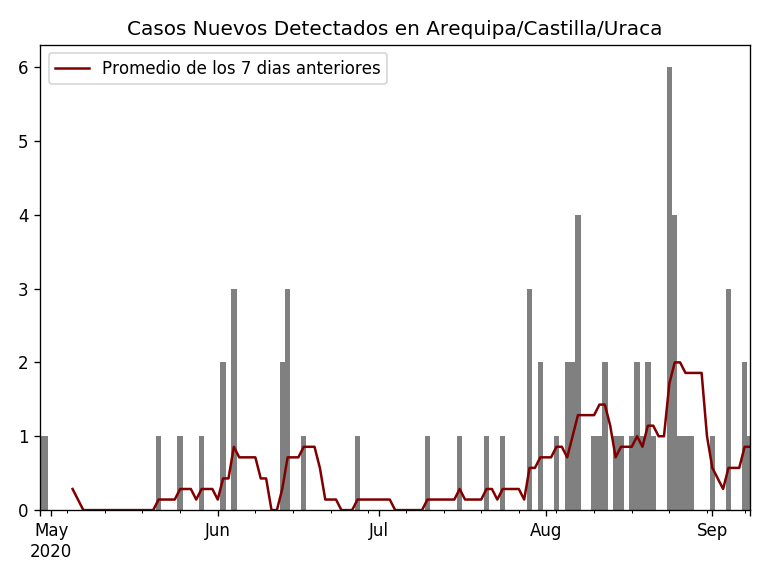 Casos Nuevos Detectados en Arequipa/Castilla/Uraca
Promedio de los 7 dias anteriores
6
5
4
3
2
1
0
May Jun Jul Aug Sep
2020